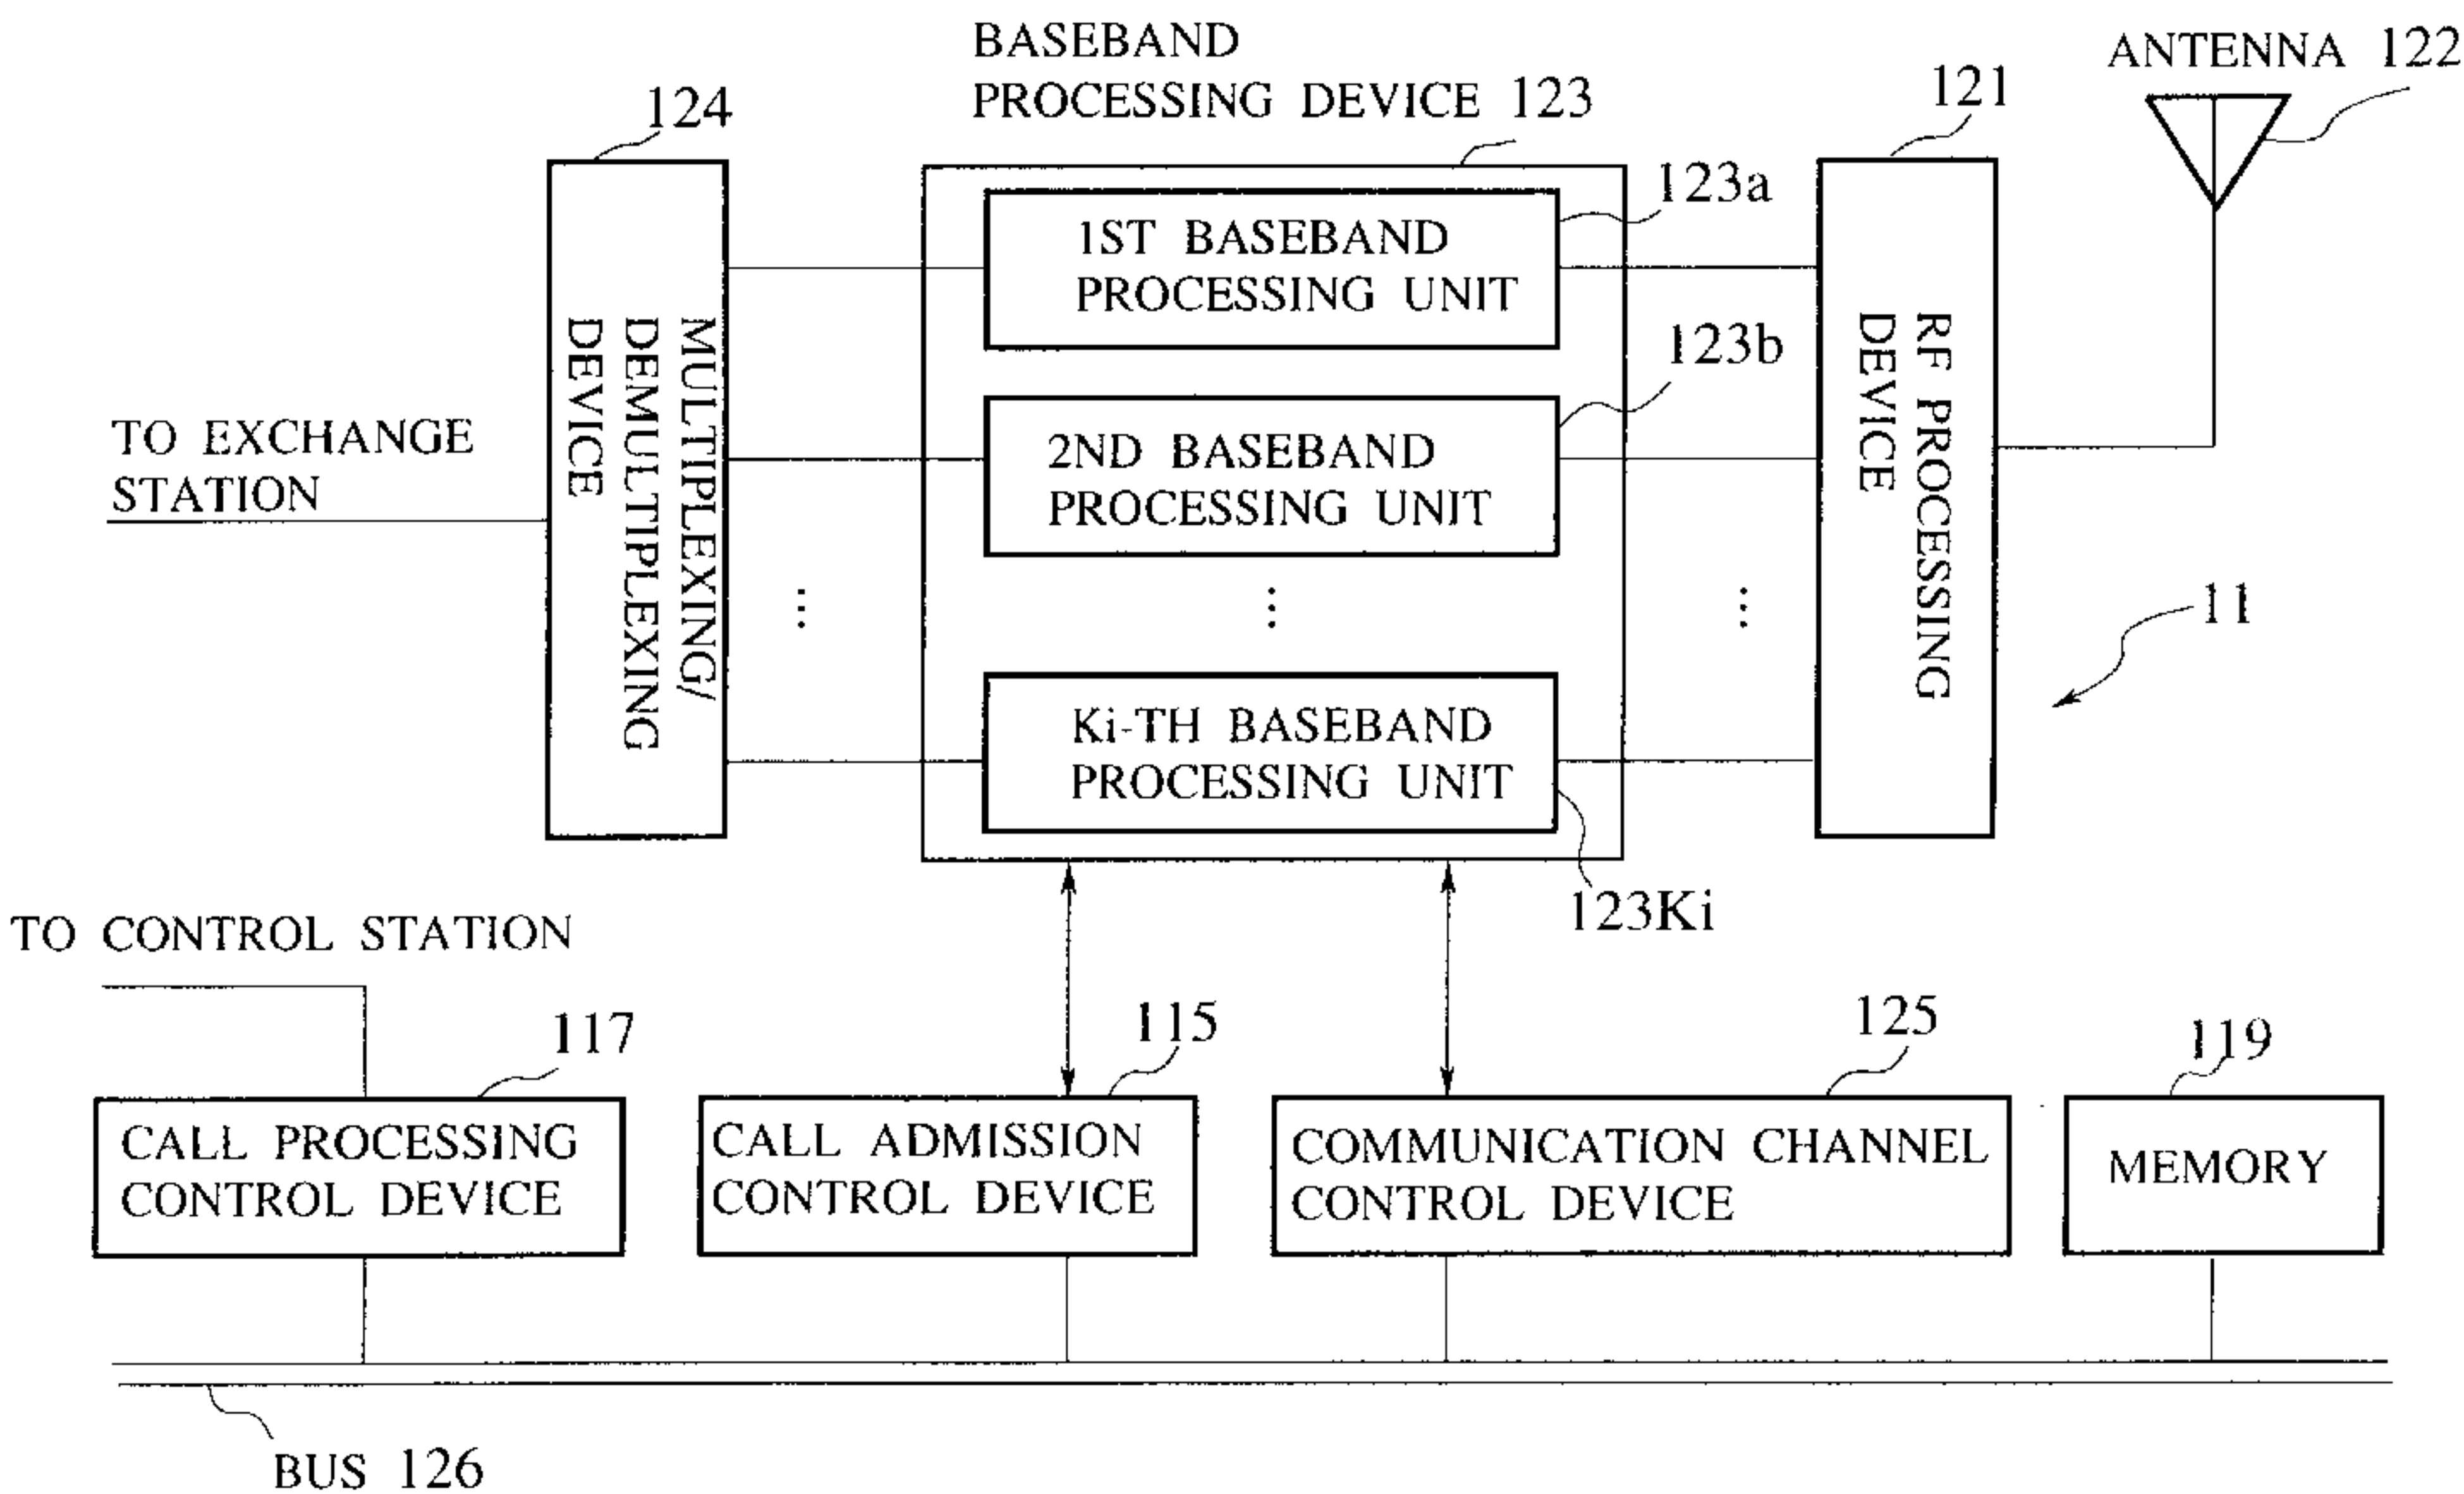 BASEBAND
PROCESSING DEVICE 123
ANTENNA 122
124
121
123a
1ST BASEBAND
PROCESSING UNIT
123b
2ND BASEBAND
PROCESSING UNIT
MULTIPLEXING/
DEMULTIPLEXING
DEVICE
RF PROCESSING
DEVICE
TO EXCHANGE
STATION
11
Ki-TH BASEBAND
PROCESSING UNIT
123Ki
TO CONTROL STATION
117
115
125
119
CALL PROCESSING
CONTROL DEVICE
CALL ADMISSION
CONTROL DEVICE
COMMUNICATION CHANNEL
CONTROL DEVICE
MEMORY
BUS 126